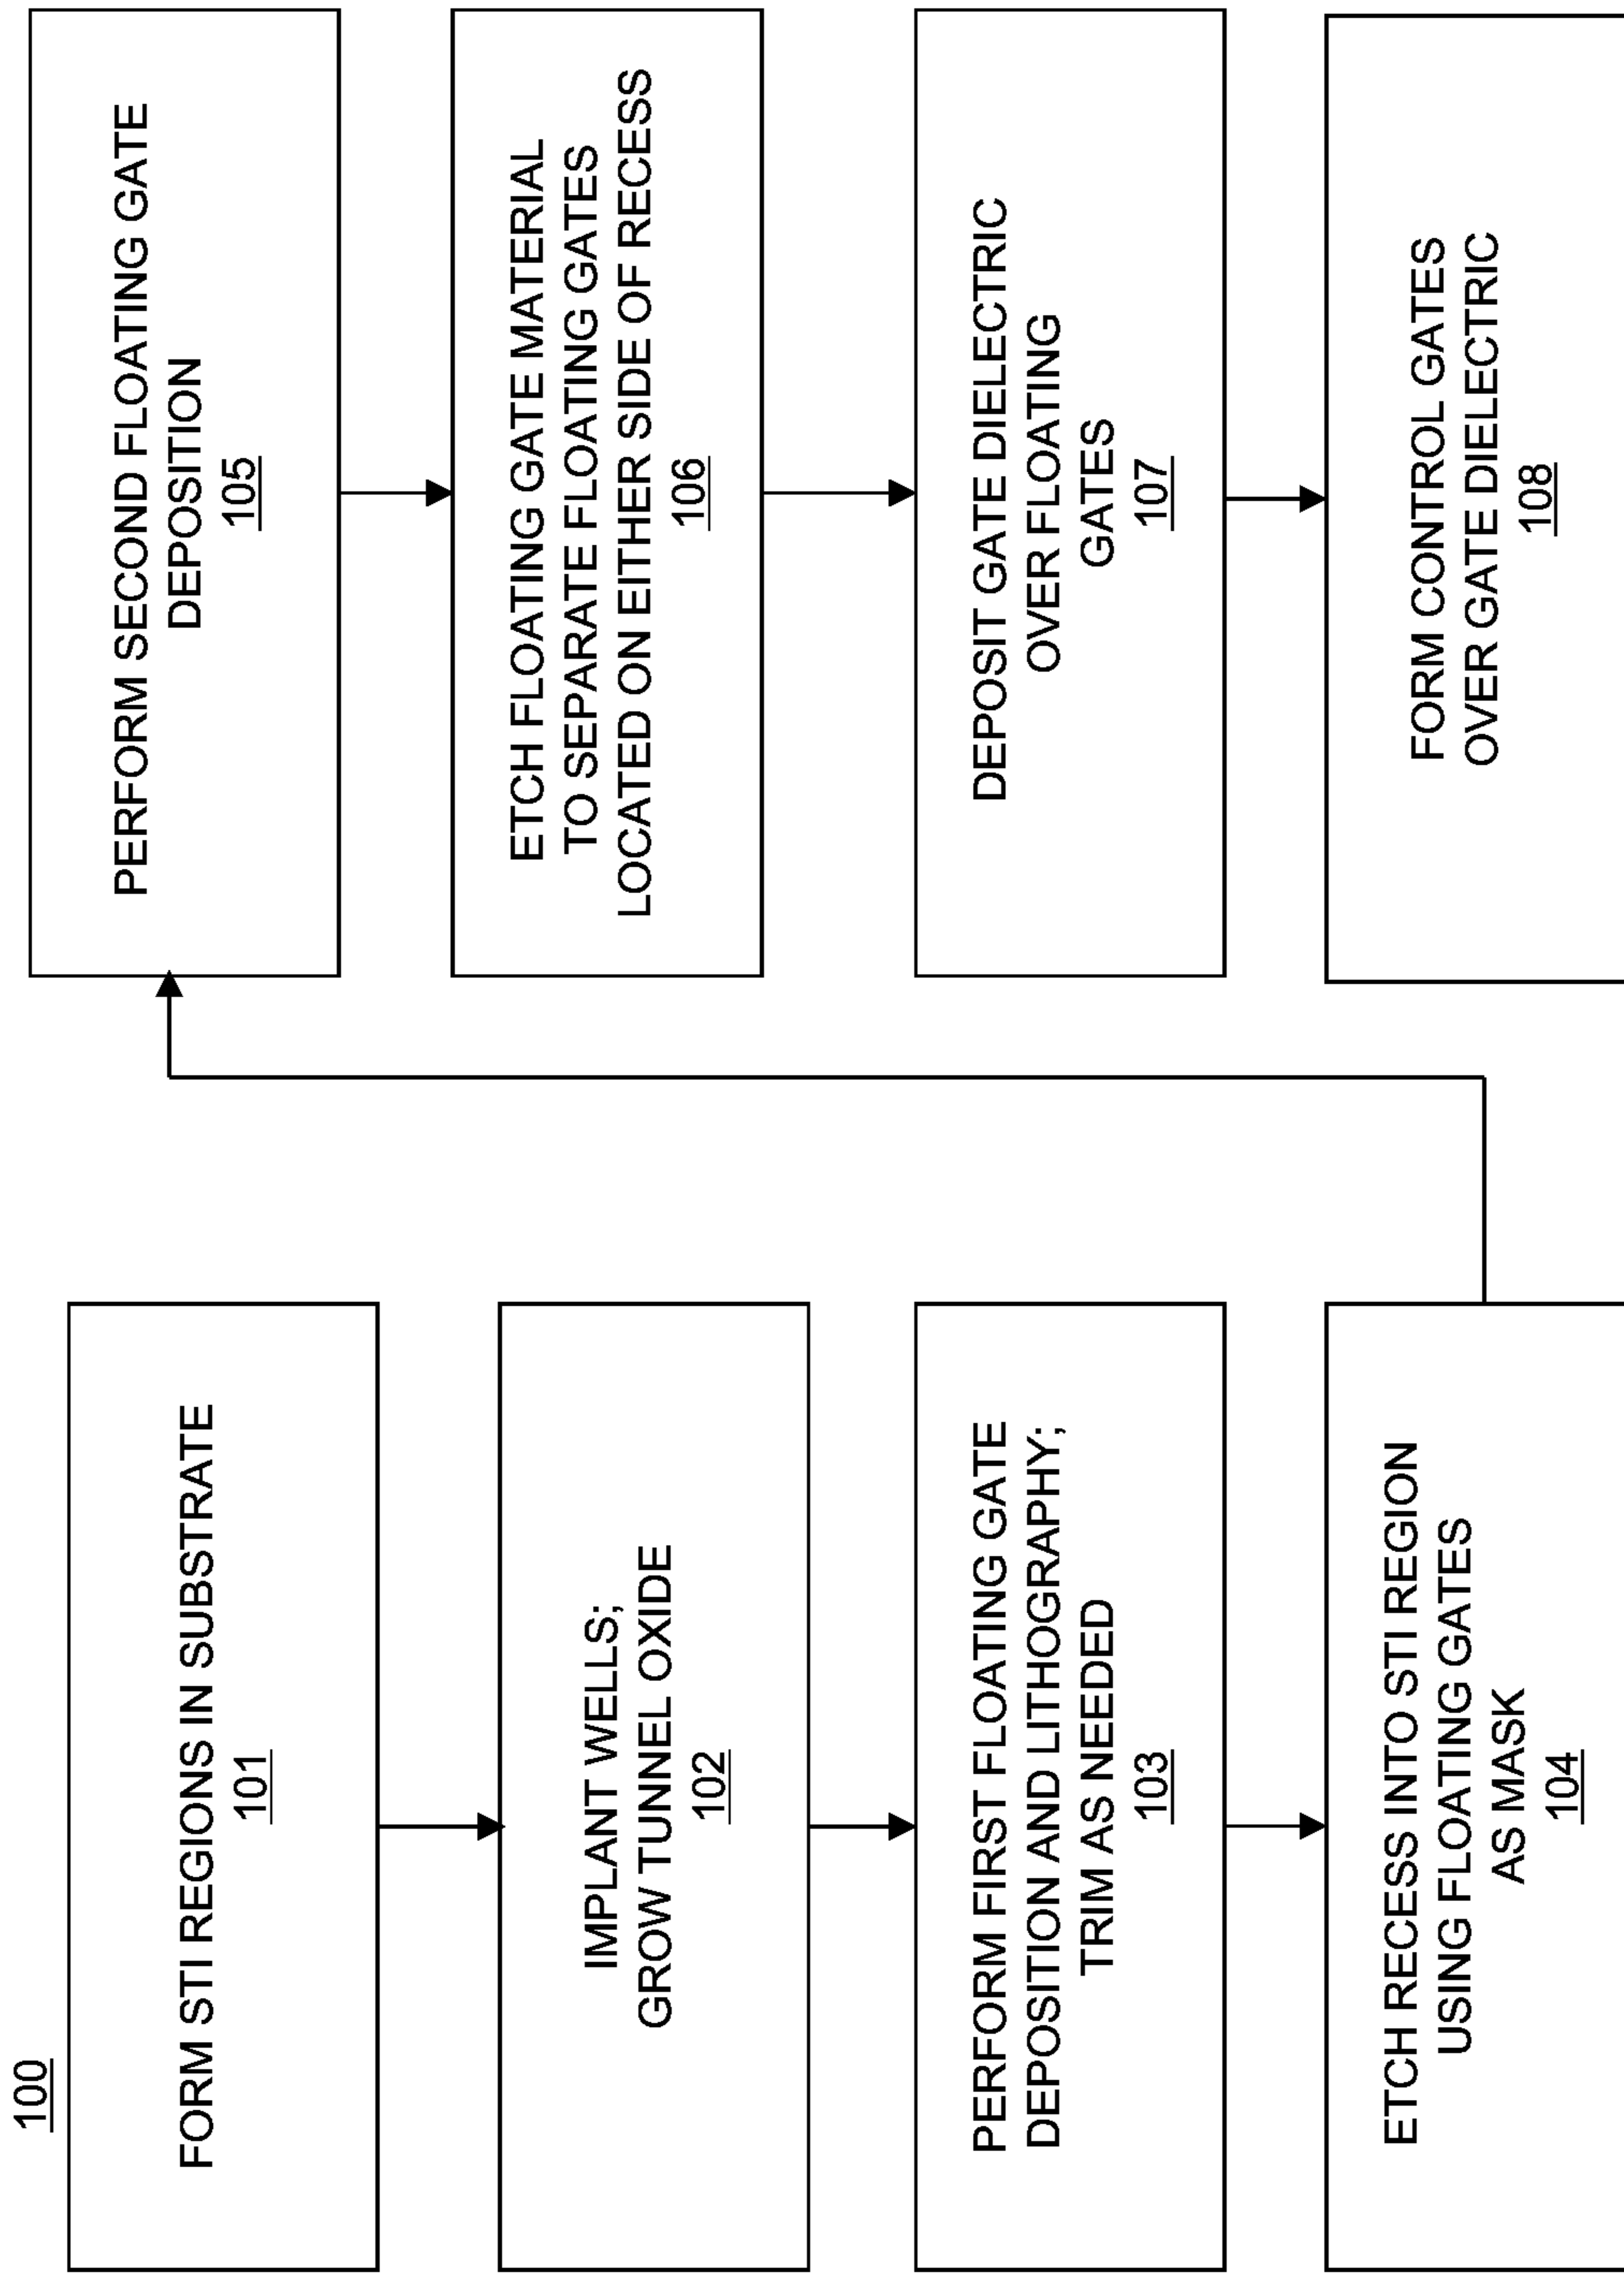 100
FORM STI REGIONS IN SUBSTRATE
101
IMPLANT WELLS;
GROW TUNNEL OXIDE
102
PERFORM FIRST FLOATING GATE
DEPOSITION AND LITHOGRAPHY;
TRIM AS NEEDED
103
ETCH RECESS INTO STI REGION
USING FLOATING GATES
AS MASK
104
PERFORM SECOND FLOATING GATE
DEPOSITION
105
ETCH FLOATING GATE MATERIAL
TO SEPARATE FLOATING GATES
LOCATED ON EITHER SIDE OF RECESS
106
DEPOSIT GATE DIELECTRIC
OVER FLOATING
GATES
107
FORM CONTROL GATES
OVER GATE DIELECTRIC
108